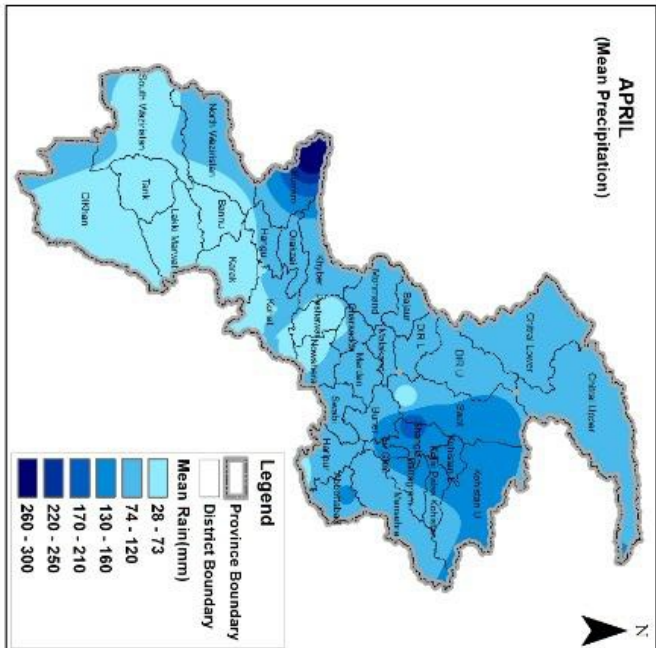 APRIL
(Mean Precipitation)
N
Chitral Upper
Chitral Lower
DIR U
DIR L
Swat
Kohistan U
Bajaur
Mohmand
Malakand
Mansehra
Buner
Mardan
Charsadda
Swabi
Haripur
Abbottabad
Peshawar
Nowshera
Khyber
Kurram
Orakzai
Hangu
Kohat
Karak
North Waziristan
Bannu
Lakki Marwat
South Waziristan
Tank
DIKhan
Legend
Province Boundary
District Boundary
Mean Rain(mm)
28 - 73
74 - 120
130 - 160
170 - 210
220 - 250
260 - 300